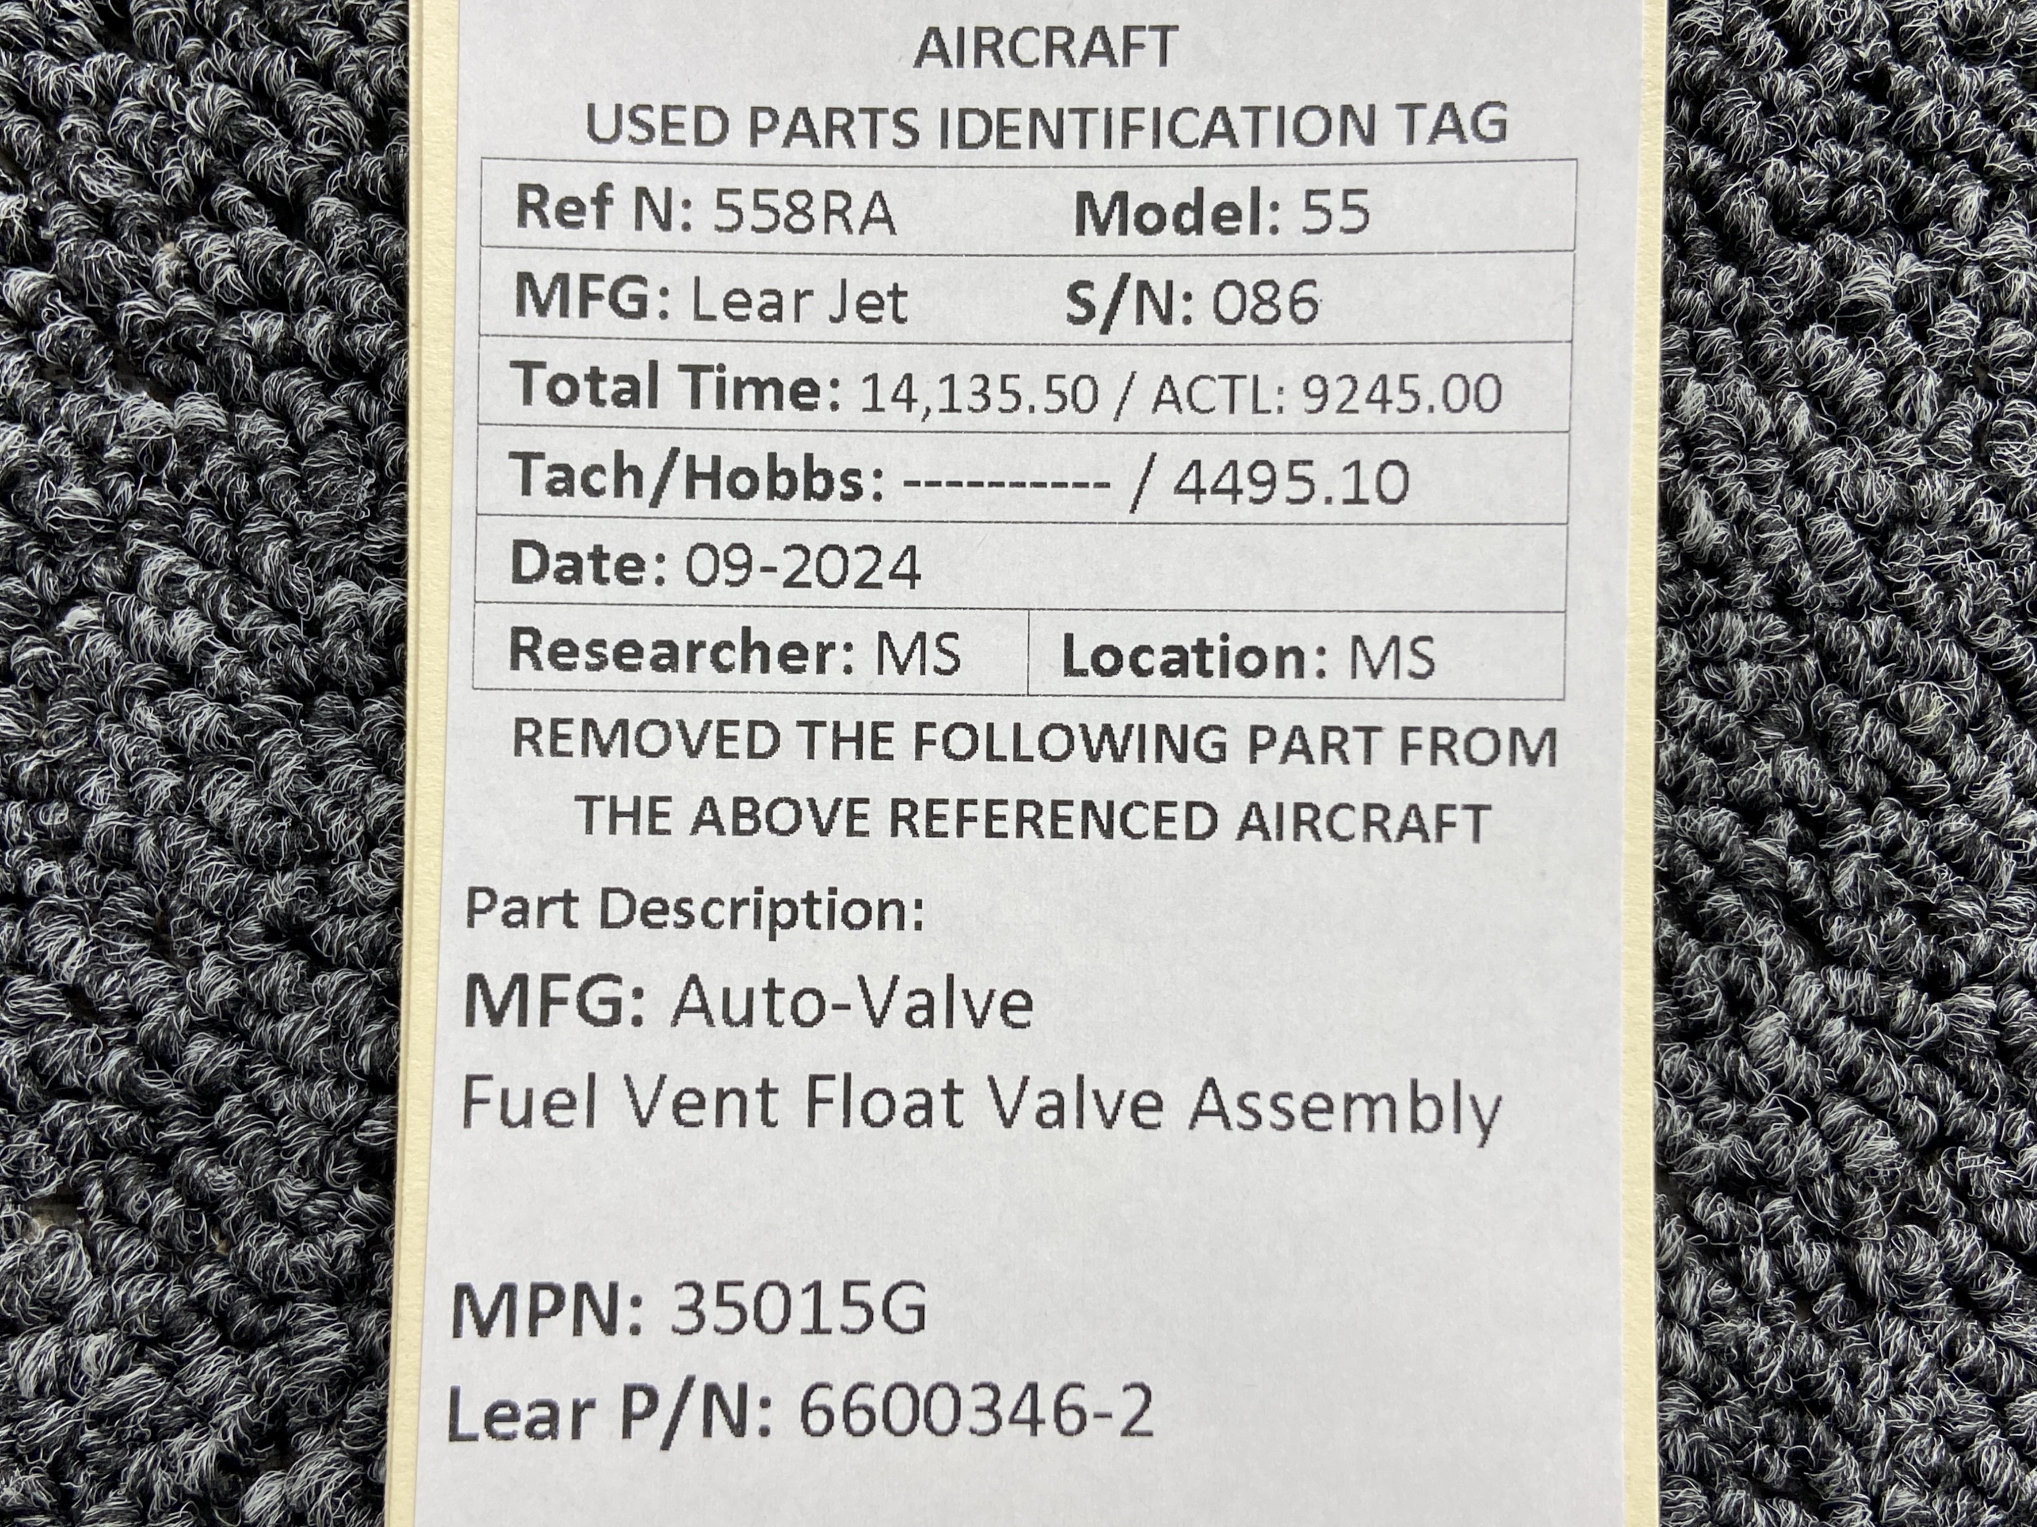 AIRCRAFT
USED PARTS IDENTIFICATION TAG
Ref N: 558RA Model: 55
MFG: Lear Jet S/N: 086
Total Time: 14,135.50 / ACTL: 9245.00
Tach/Hobbs: ---------- / 4495.10
Date: 09-2024
Researcher: MS Location: MS
REMOVED THE FOLLOWING PART FROM
THE ABOVE REFERENCED AIRCRAFT
Part Description:
MFG: Auto-Valve
Fuel Vent Float Valve Assembly
MPN: 35015G
Lear P/N: 6600346-2